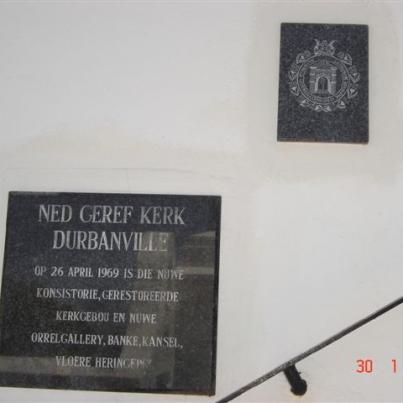 NED GEREF KERK
DURBANVILLE
OP 26 APRIL 1969 IS DIE NUWE
KONSISTORIE, GERESTOREERDE
KERKGEBOU EN NUWE
ORRELGALLERY, BANKE, KANSEL,
VLOERE
30 1